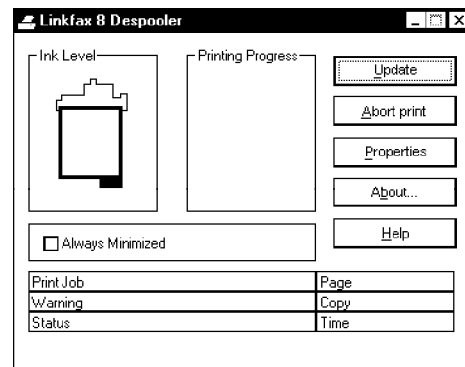 Linkfax 8 Despooler
Ink Level
Printing Progress
Update
Abort print
Properties
About...
Help
Always Minimized
Print Job Page
Warning Copy
Status Time